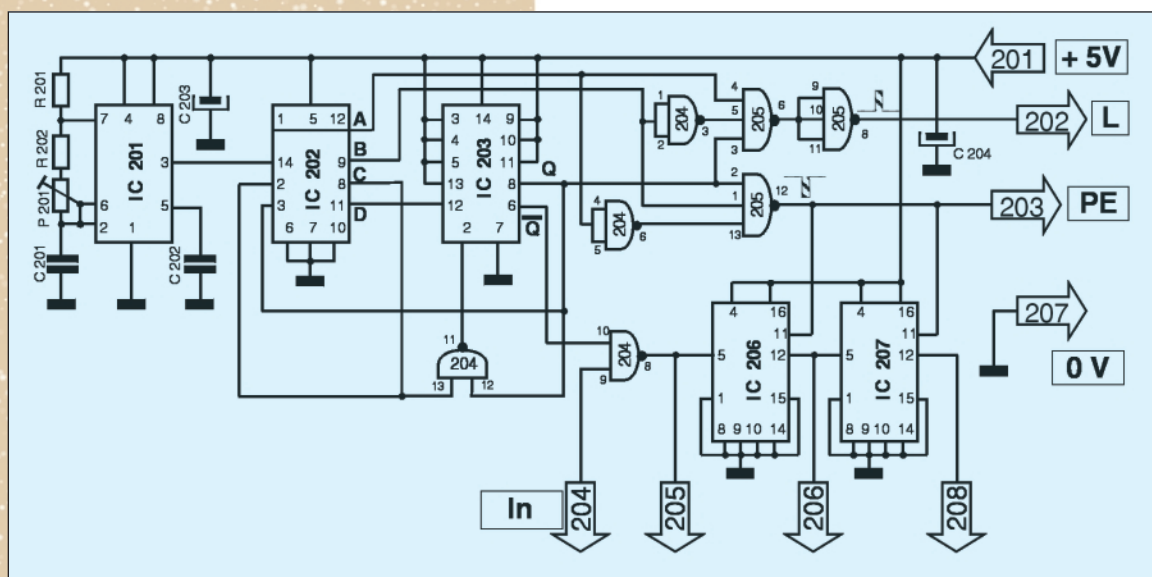 201 + 5V
R 201
C 203
7 4 8
IC 201
3
R 202
P 201
6
2
5
1
C 201
C 202
1 5 12
A
14
9
B
2
IC 202
8
C
3
11
D
6 7 10
3 14 9
4 10
5 11
IC 203
Q
13 8
12 6
Q
2 7
1
204
3
2
4
5
205
6
3
9
10
205
11
8
202 L
C 204
2
1
205
12
13
4
204
6
5
203 PE
11
204
13 12
10
204
8
9
4 16
11
5 12
IC 206
1 15
8 9 10 14
4 16
11
5 12
IC 207
1 15
8 9 10 14
207
0 V
In 204 205 206 208